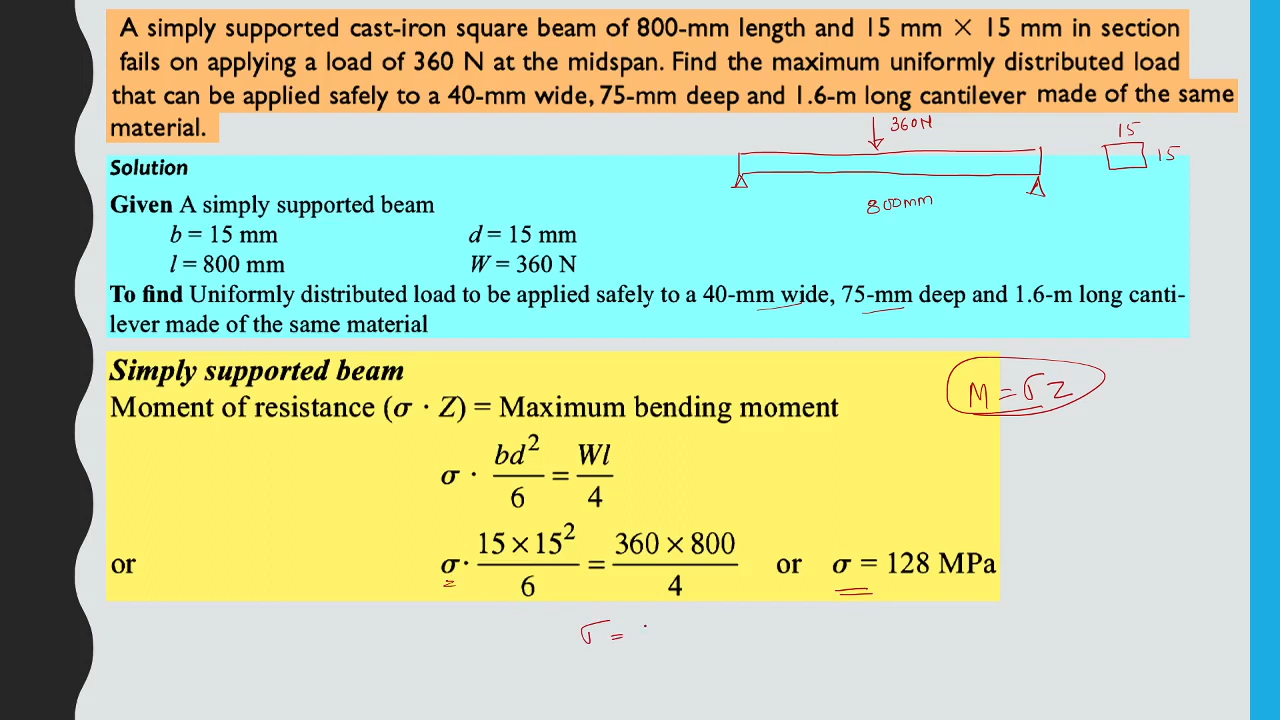 A simply supported cast-iron square beam of 800-mm length and 15 mm × 15 mm in section
fails on applying a load of 360 N at the midspan. Find the maximum uniformly distributed load
that can be applied safely to a 40-mm wide, 75-mm deep and 1.6-m long cantilever made of the same
material.
360N
15
15
800mm
Solution
Given A simply supported beam
b = 15 mm d = 15 mm
l = 800 mm W = 360 N
To find Uniformly distributed load to be applied safely to a 40-mm wide, 75-mm deep and 1.6-m long canti-
lever made of the same material
Simply supported beam
M = σZ
Moment of resistance (σ · Z) = Maximum bending moment
σ · bd²/6 = Wl/4
or σ · 15 × 15²/6 = 360 × 800/4 or σ = 128 MPa
σ =